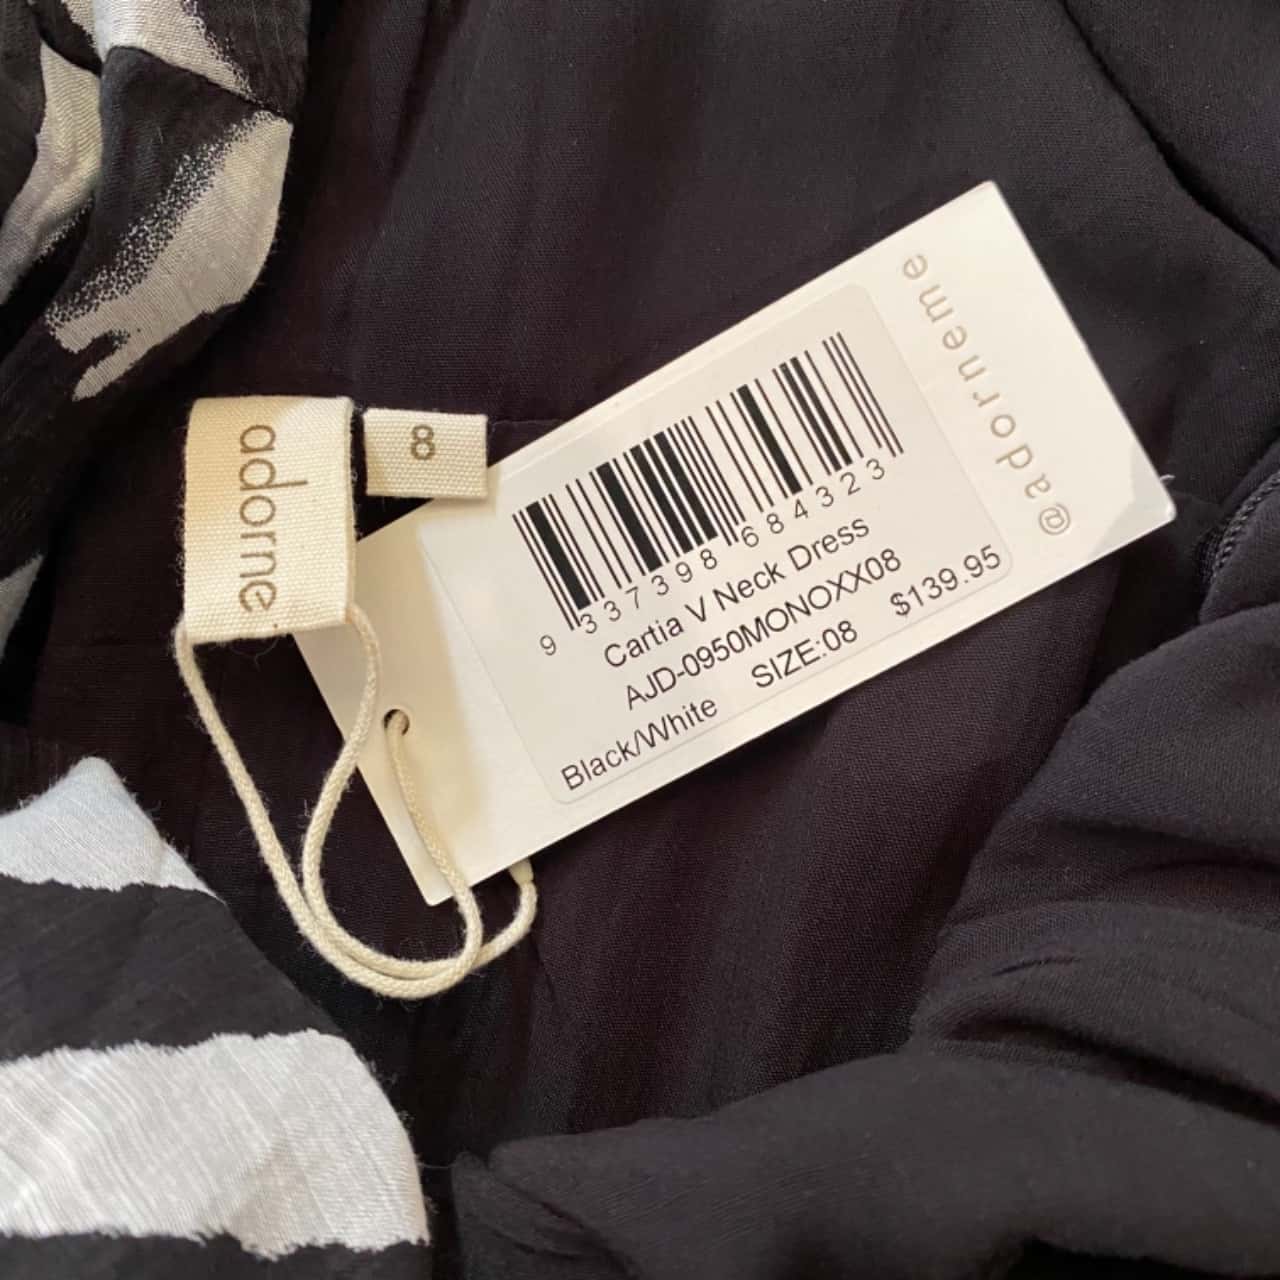 adorne
8
@adorneme
9 337398 684323
Cartia V Neck Dress
AJD-0950MONOXX08
Black/White SIZE:08 $139.95